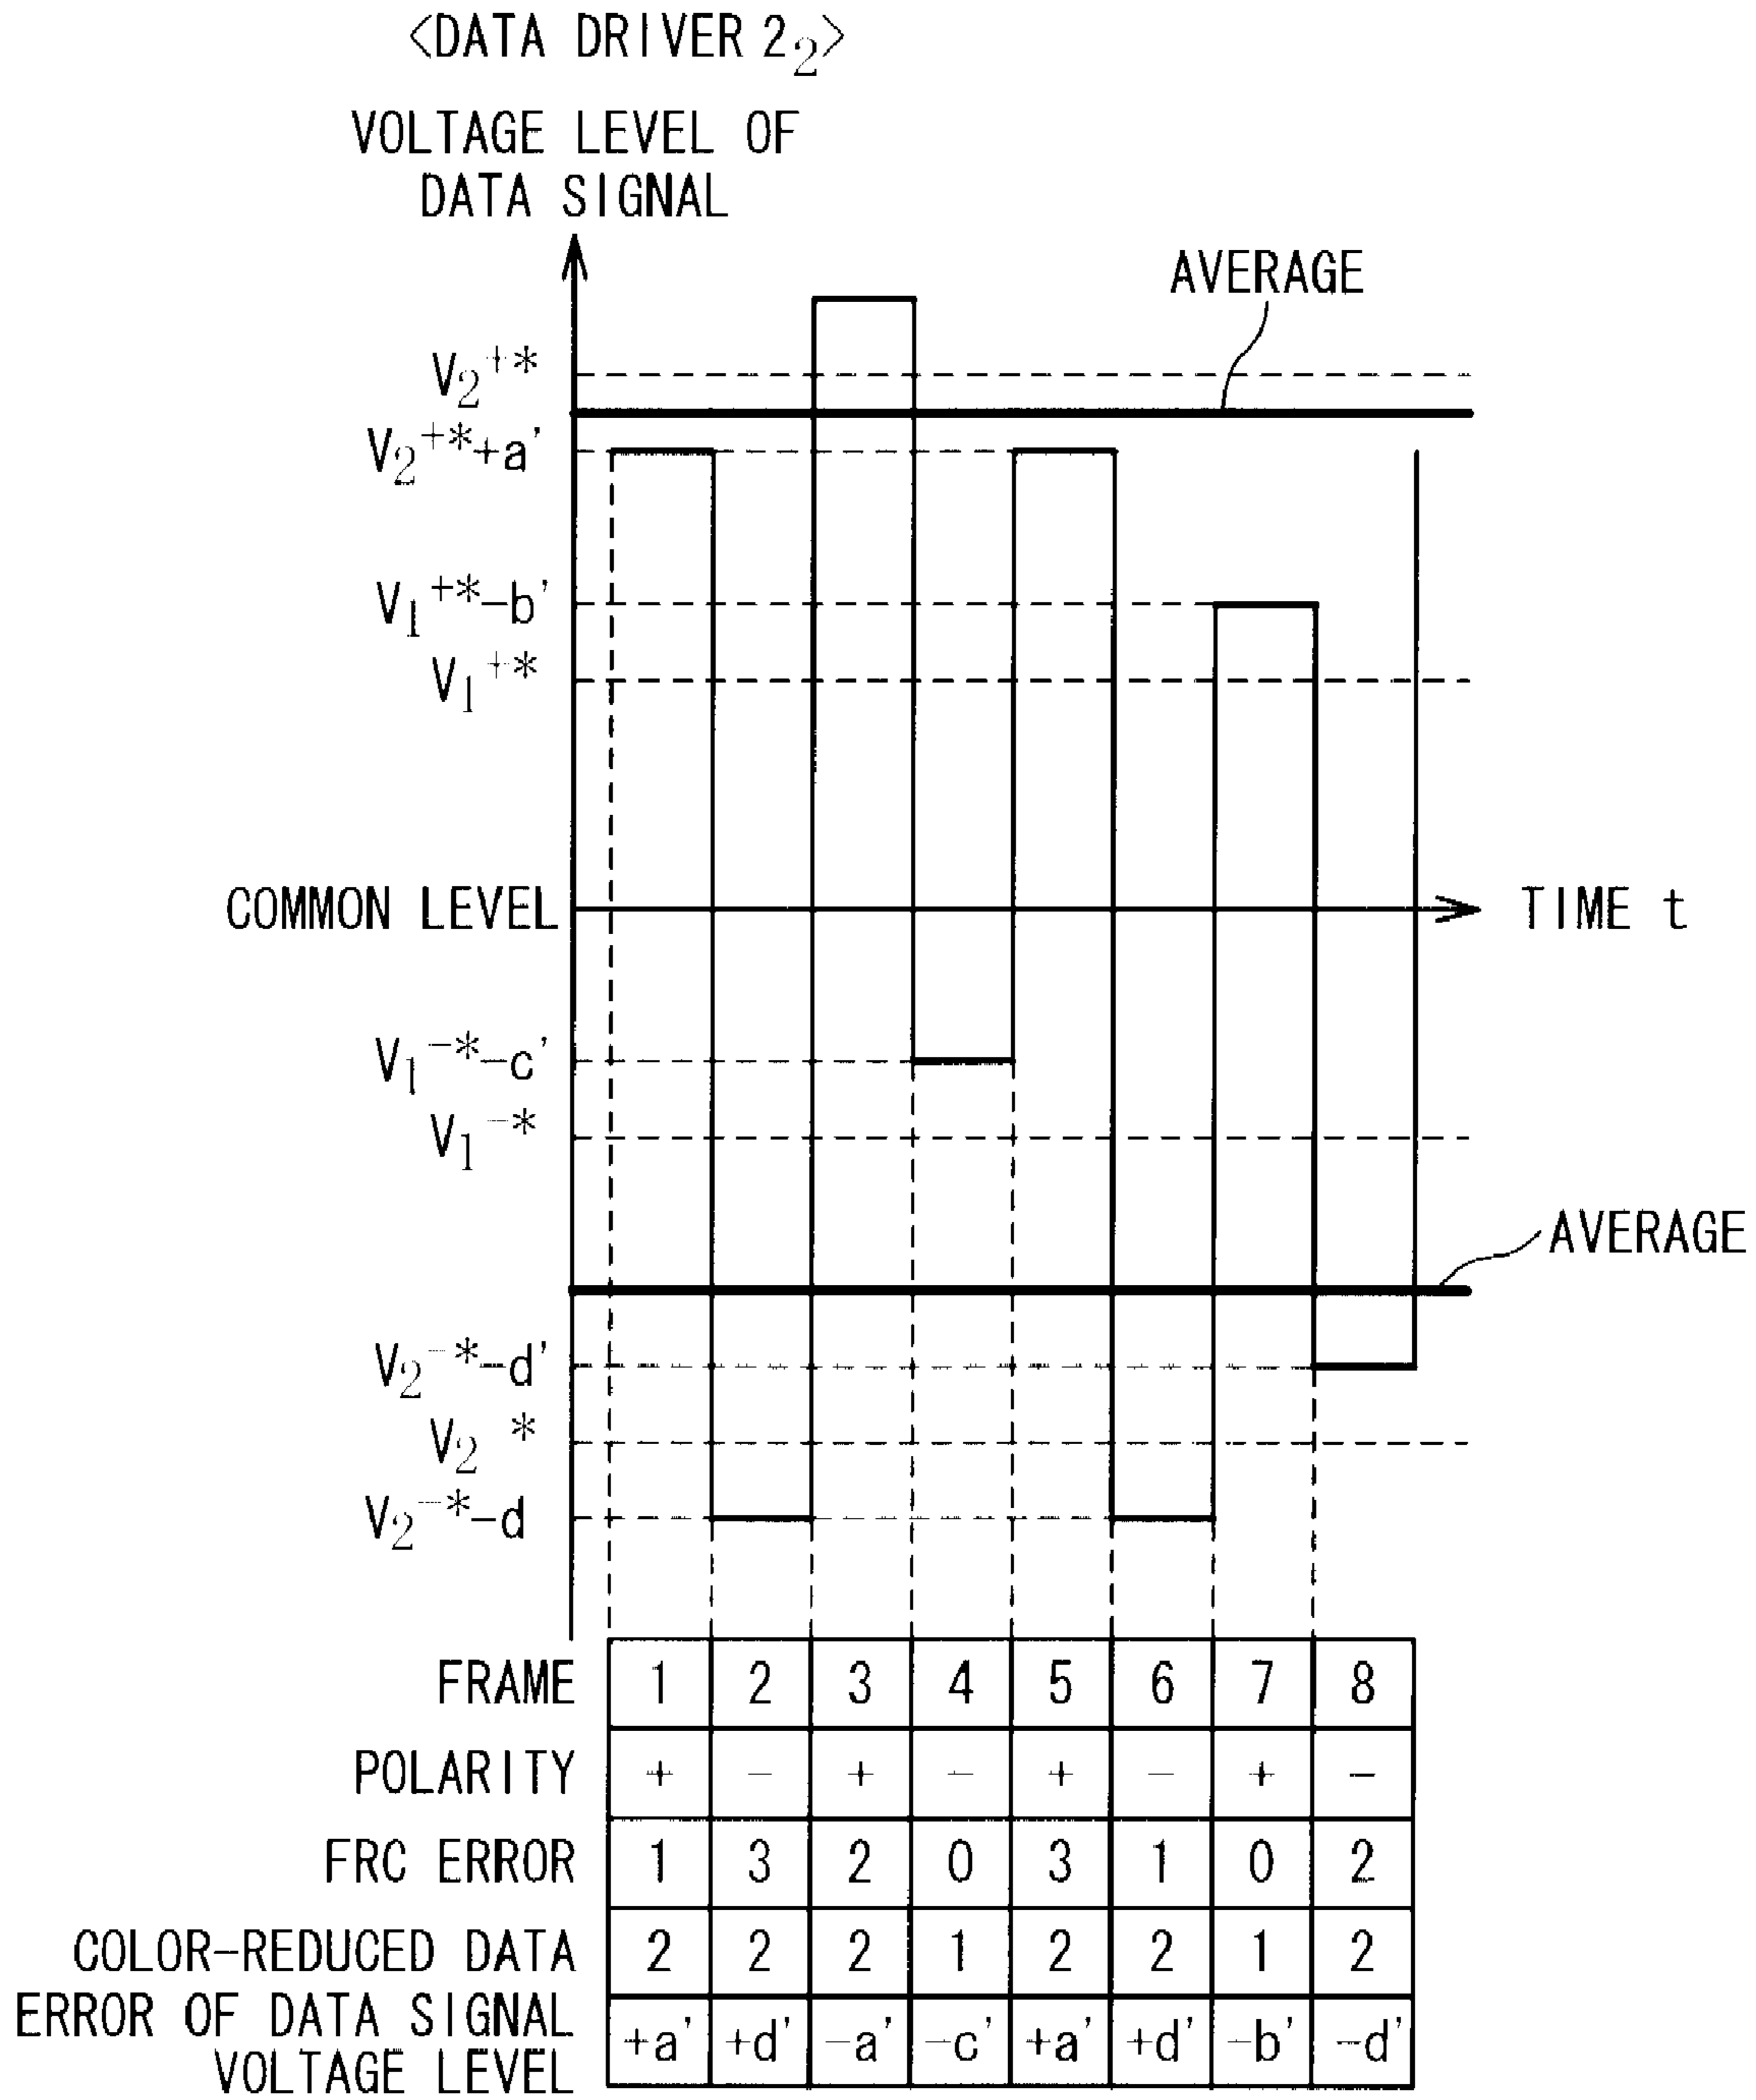 <DATA DRIVER 2₂>
VOLTAGE LEVEL OF
DATA SIGNAL
AVERAGE
V₂⁺*
V₂⁺*+a'
V₁⁺*-b'
V₁⁺*
COMMON LEVEL
TIME t
V₁⁻*-c'
V₁⁻*
AVERAGE
V₂⁻*-d'
V₂ *
V₂⁻*-d
FRAME 1 2 3 4 5 6 7 8
POLARITY + - + - + - + -
FRC ERROR 1 3 2 0 3 1 0 2
COLOR-REDUCED DATA 2 2 2 1 2 2 1 2
ERROR OF DATA SIGNAL
VOLTAGE LEVEL +a' +d' -a' -c' +a' +d' -b' -d'